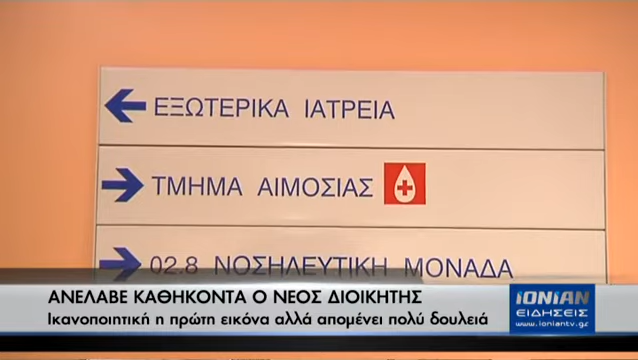 ΕΞΩΤΕΡΙΚΑ ΙΑΤΡΕΙΑ
ΤΜΗΜΑ ΑΙΜΟΣΙΑΣ
02.8 ΝΟΣΗΛΕΥΤΙΚΗ ΜΟΝΑΔΑ
ΑΝΕΛΑΒΕ ΚΑΘΗΚΟΝΤΑ Ο ΝΕΟΣ ΔΙΟΙΚΗΤΗΣ
Ικανοποιητική η πρώτη εικόνα αλλά απομένει πολύ δουλειά
IONIAN
ΕΙΔΗΣΕΙΣ
www.ioniantv.gr